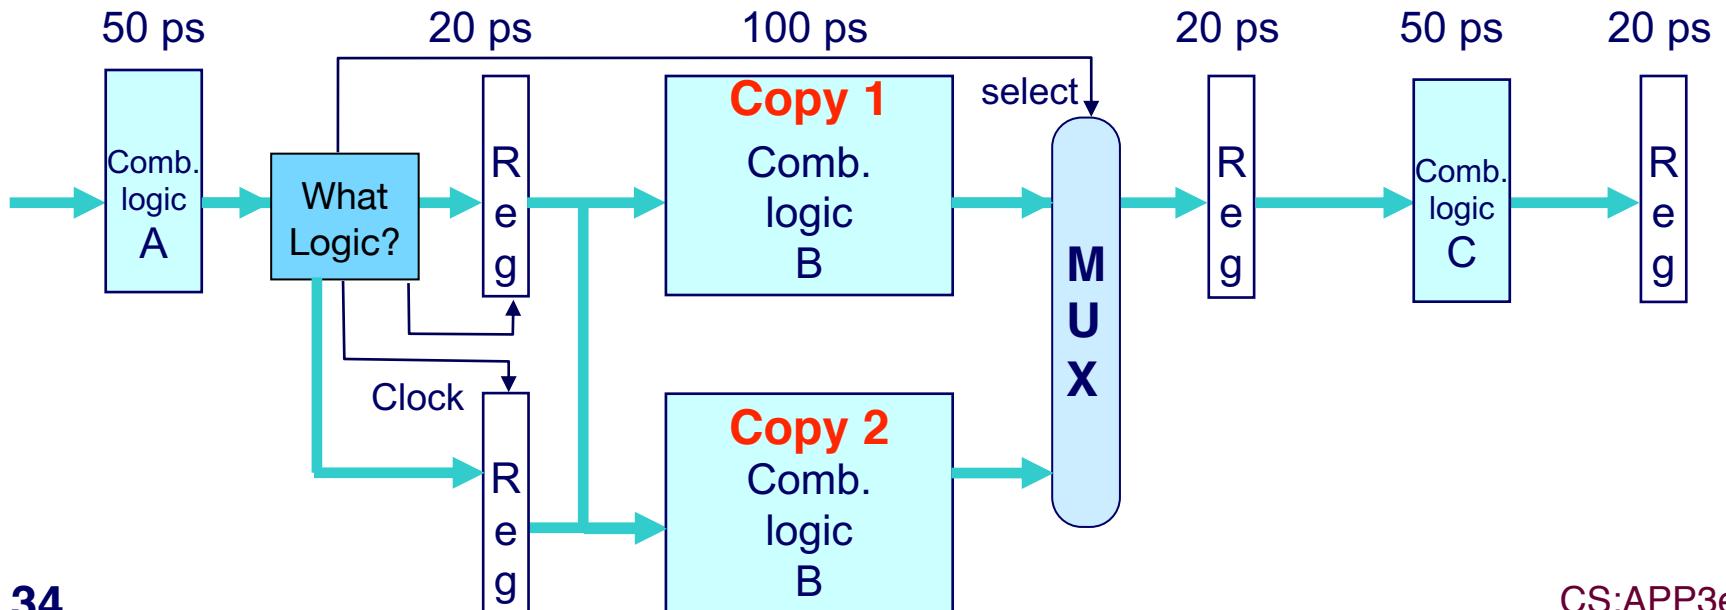 50 ps
20 ps
100 ps
20 ps
50 ps
20 ps
select
Comb.
logic
A
What
Logic?
R
e
g
Copy 1
Comb.
logic
B
M
U
X
R
e
g
Comb.
logic
C
R
e
g
Clock
R
e
g
Copy 2
Comb.
logic
B
34
CS:APP3e